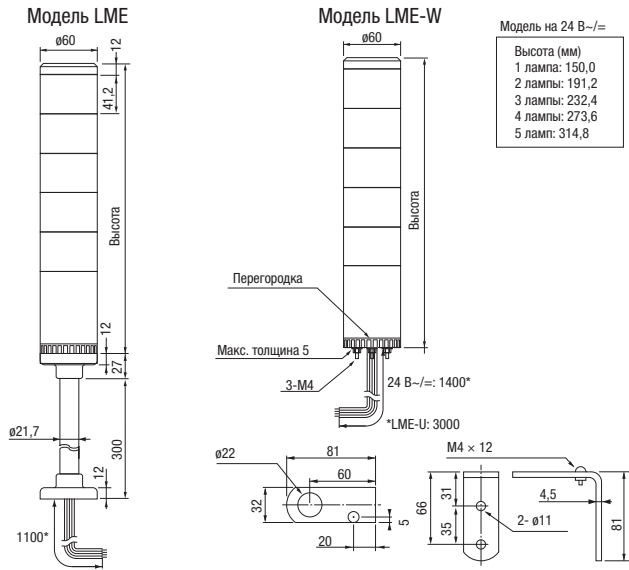 Модель LME
Модель LME-W
Модель на 24 В~/=
Высота (мм)
1 лампа: 150,0
2 лампы: 191,2
3 лампы: 232,4
4 лампы: 273,6
5 ламп: 314,8
ø60
12
41,2
Высота
12
27
ø21,7
300
12
1100*
ø60
Высота
Перегородка
Макс. толщина 5
3-M4
24 В~/=: 1400*
*LME-U: 3000
ø22
81
60
32
5
20
66
31
35
2- ø11
M4 × 12
4,5
81